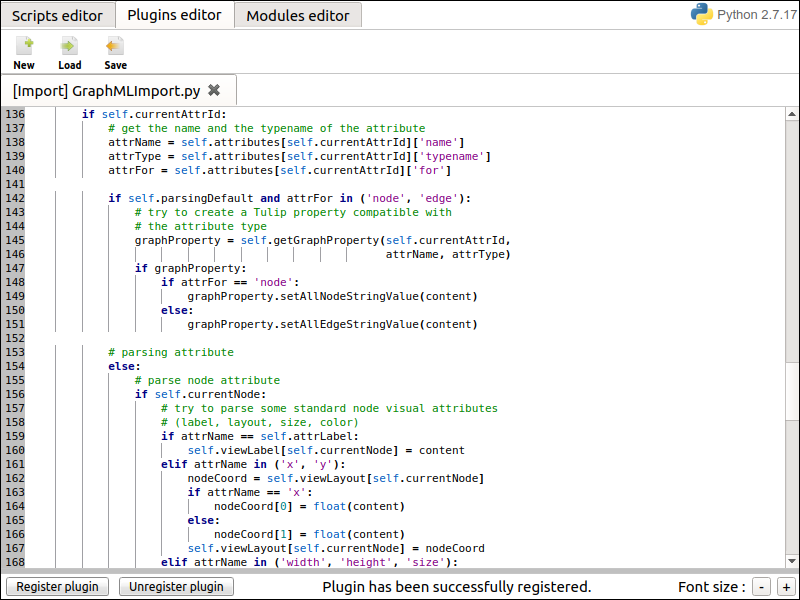 Scripts editor Plugins editor Modules editor Python 2.7.17
New Load Save
[Import] GraphMLImport.py
136 if self.currentAttrId:
137 # get the name and the typename of the attribute
138 attrName = self.attributes[self.currentAttrId]['name']
139 attrType = self.attributes[self.currentAttrId]['typename']
140 attrFor = self.attributes[self.currentAttrId]['for']
141
142 if self.parsingDefault and attrFor in ('node', 'edge'):
143 # try to create a Tulip property compatible with
144 # the attribute type
145 graphProperty = self.getGraphProperty(self.currentAttrId,
146 attrName, attrType)
147 if graphProperty:
148 if attrFor == 'node':
149 graphProperty.setAllNodeStringValue(content)
150 else:
151 graphProperty.setAllEdgeStringValue(content)
152
153 # parsing attribute
154 else:
155 # parse node attribute
156 if self.currentNode:
157 # try to parse some standard node visual attributes
158 # (label, layout, size, color)
159 if attrName == self.attrLabel:
160 self.viewLabel[self.currentNode] = content
161 elif attrName in ('x', 'y'):
162 nodeCoord = self.viewLayout[self.currentNode]
163 if attrName == 'x':
164 nodeCoord[0] = float(content)
165 else:
166 nodeCoord[1] = float(content)
167 self.viewLayout[self.currentNode] = nodeCoord
168 elif attrName in ('width', 'height', 'size'):
Register plugin Unregister plugin Plugin has been successfully registered. Font size : - +